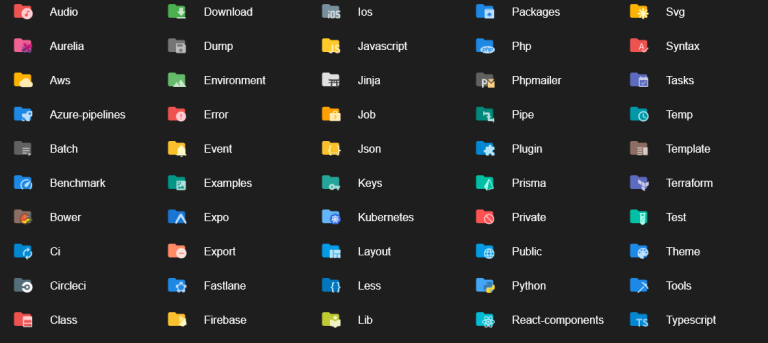 Audio
Download
Ios
Packages
Svg
Aurelia
Dump
Javascript
Php
Syntax
Aws
Environment
Jinja
Phpmailer
Tasks
Azure-pipelines
Error
Job
Pipe
Temp
Batch
Event
Json
Plugin
Template
Benchmark
Examples
Keys
Prisma
Terraform
Bower
Expo
Kubernetes
Private
Test
Ci
Export
Layout
Public
Theme
Circleci
Fastlane
Less
Python
Tools
Class
Firebase
Lib
React-components
Typescript